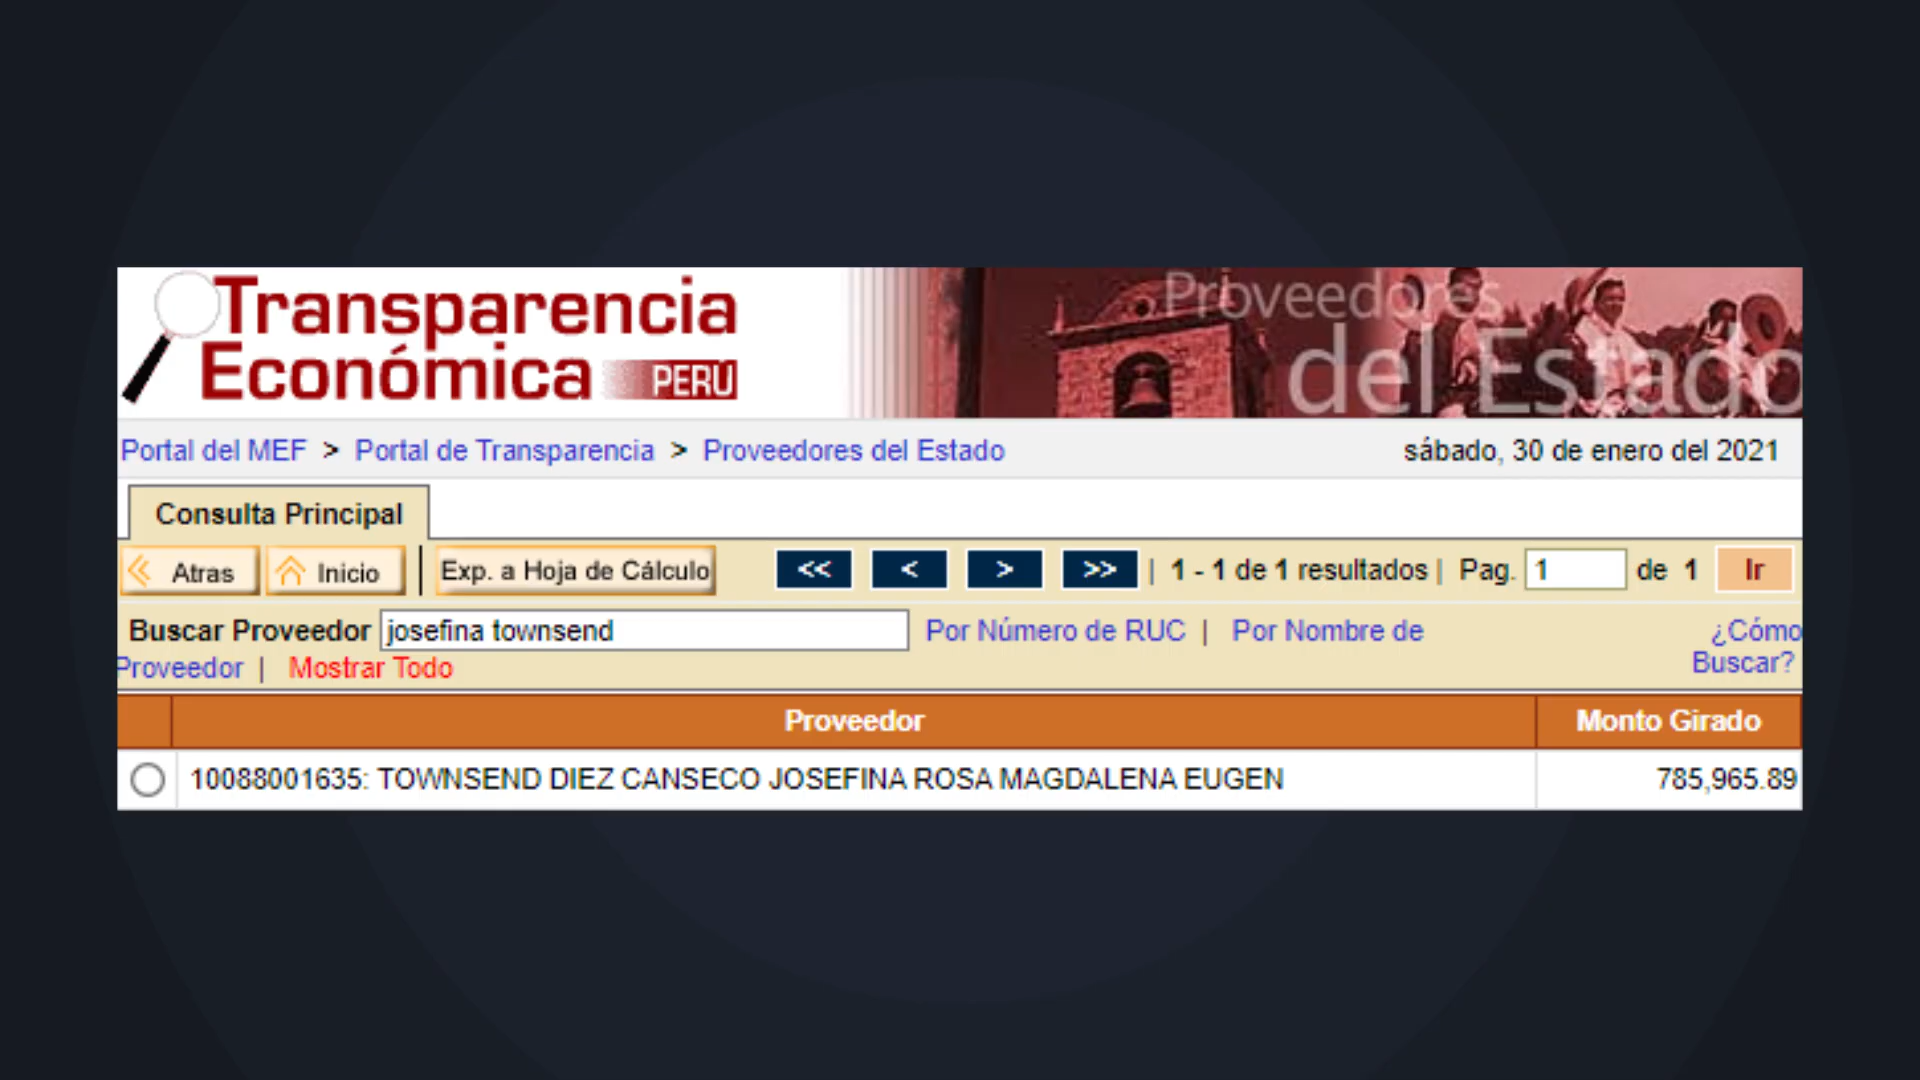 Transparencia
Económica PERÚ
Proveedores
del Estado
Portal del MEF > Portal de Transparencia > Proveedores del Estado sábado, 30 de enero del 2021
Consulta Principal
Atras Inicio | Exp. a Hoja de Cálculo << < > >> | 1 - 1 de 1 resultados | Pag. 1 de 1 Ir
Buscar Proveedor josefina townsend Por Número de RUC | Por Nombre de ¿Cómo
Proveedor | Mostrar Todo Buscar?
Proveedor Monto Girado
10088001635: TOWNSEND DIEZ CANSECO JOSEFINA ROSA MAGDALENA EUGEN 785,965.89